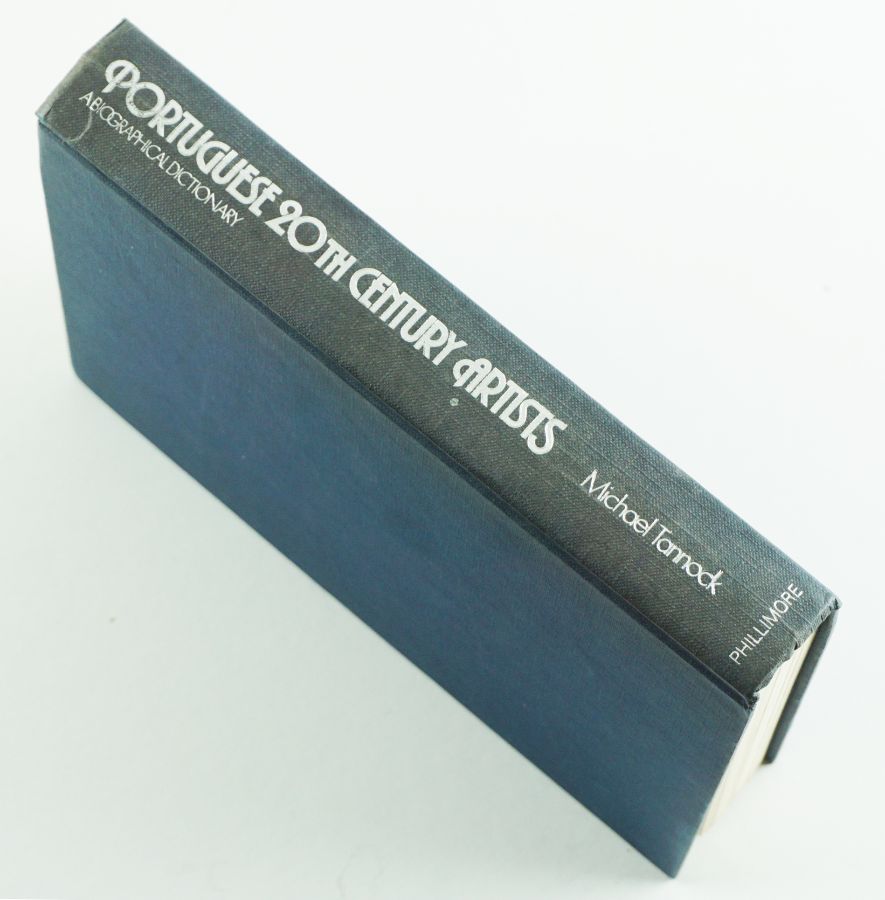 PORTUGUESE 20TH CENTURY ARTISTS
A BIOGRAPHICAL DICTIONARY
Michael Tannock
PHILLIMORE